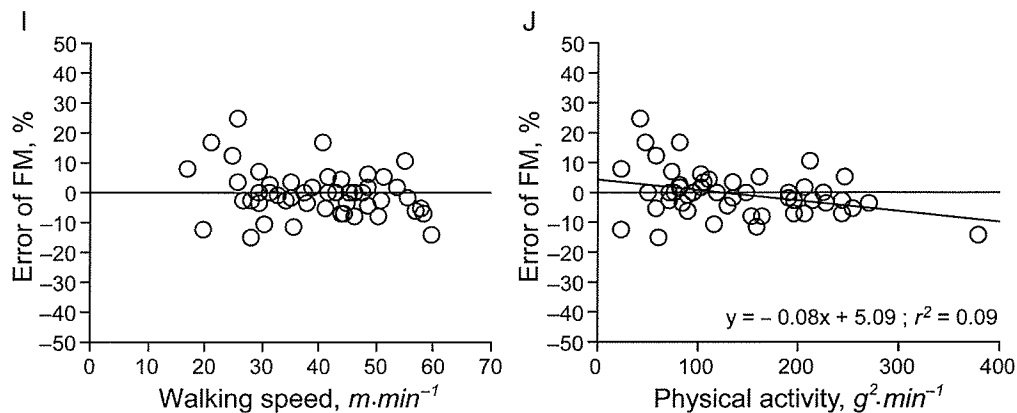 I
50
40
30
20
10
0
–10
–20
–30
–40
–50
Error of FM, %
0 10 20 30 40 50 60 70
Walking speed, m·min⁻¹
J
50
40
30
20
10
0
–10
–20
–30
–40
–50
Error of FM, %
y = – 0.08x + 5.09 ; r² = 0.09
0 100 200 300 400
Physical activity, g²·min⁻¹